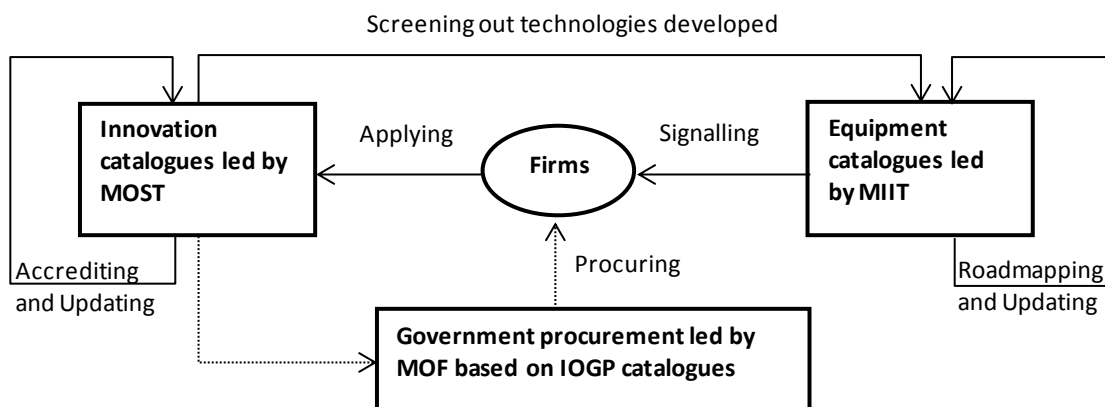 Screening out technologies developed
Innovation
catalogues led by
MOST
Applying
Firms
Signalling
Equipment
catalogues led
by MIIT
Accrediting
and Updating
Procuring
Roadmapping
and Updating
Government procurement led by
MOF based on IOGP catalogues